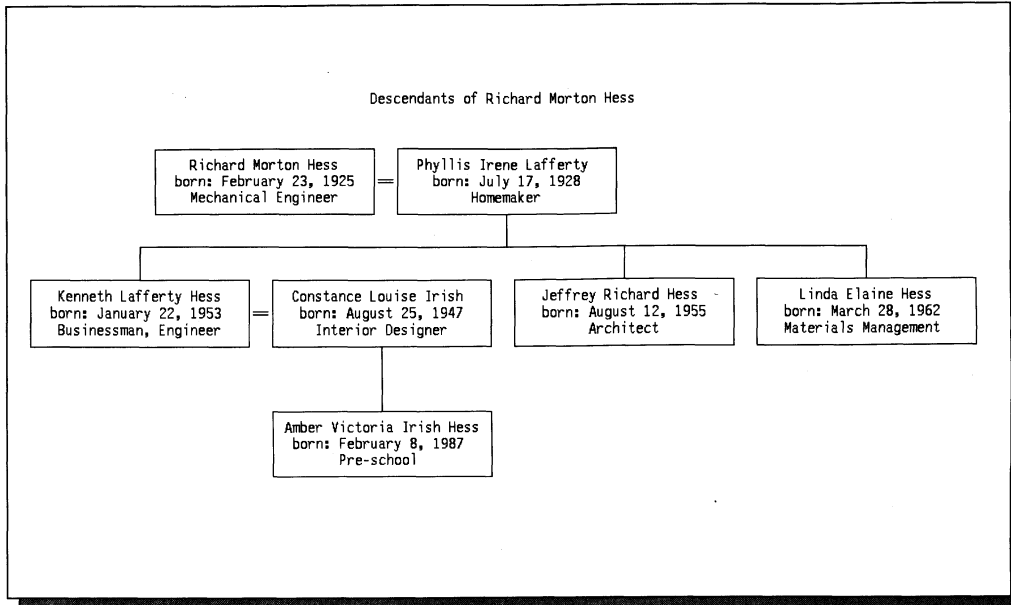 Descendants of Richard Morton Hess
Richard Morton Hess
born: February 23, 1925
Mechanical Engineer
Phyllis Irene Lafferty
born: July 17, 1928
Homemaker
Kenneth Lafferty Hess
born: January 22, 1953
Businessman, Engineer
Constance Louise Irish
born: August 25, 1947
Interior Designer
Jeffrey Richard Hess
born: August 12, 1955
Architect
Linda Elaine Hess
born: March 28, 1962
Materials Management
Amber Victoria Irish Hess
born: February 8, 1987
Pre-school